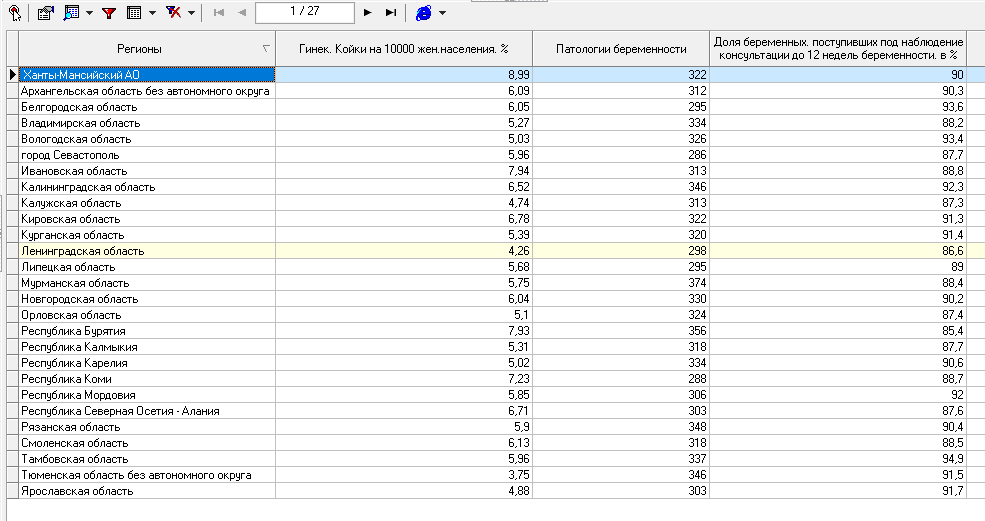 1 / 27
Регионы Гинек. Койки на 10000 жен.населения. % Патологии беременности Доля беременных. поступивших под наблюдение
консультации до 12 недель беременности. в %
Ханты-Мансийский АО 8,99 322 90
Архангельская область без автономного округа 6,09 312 90,3
Белгородская область 6,05 295 93,6
Владимирская область 5,27 334 88,2
Вологодская область 5,03 326 93,4
город Севастополь 5,96 286 87,7
Ивановская область 7,94 313 88,8
Калининградская область 6,52 346 92,3
Калужская область 4,74 313 87,3
Кировская область 6,78 322 91,3
Курганская область 5,39 320 91,4
Ленинградская область 4,26 298 86,6
Липецкая область 5,68 295 89
Мурманская область 5,75 374 88,4
Новгородская область 6,04 330 90,2
Орловская область 5,1 324 87,4
Республика Бурятия 7,93 356 85,4
Республика Калмыкия 5,31 318 87,7
Республика Карелия 5,02 334 90,6
Республика Коми 7,23 288 88,7
Республика Мордовия 5,85 306 92
Республика Северная Осетия - Алания 6,71 303 87,6
Рязанская область 5,9 348 90,4
Смоленская область 6,13 318 88,5
Тамбовская область 5,96 337 94,9
Тюменская область без автономного округа 3,75 346 91,5
Ярославская область 4,88 303 91,7